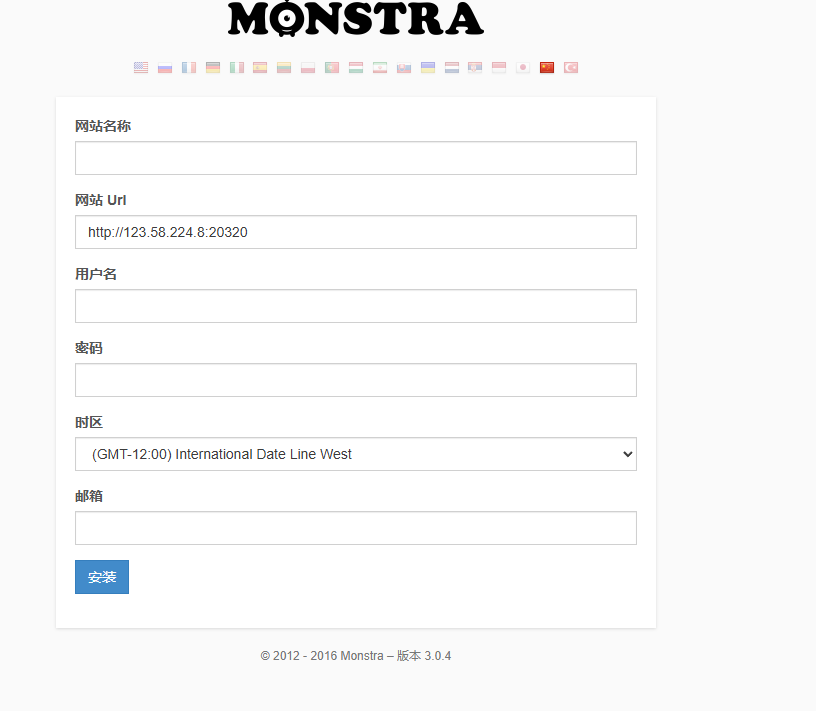 MONSTRA
网站名称
网站 Url
http://123.58.224.8:20320
用户名
密码
时区
(GMT-12:00) International Date Line West
邮箱
安装
© 2012 - 2016 Monstra – 版本 3.0.4